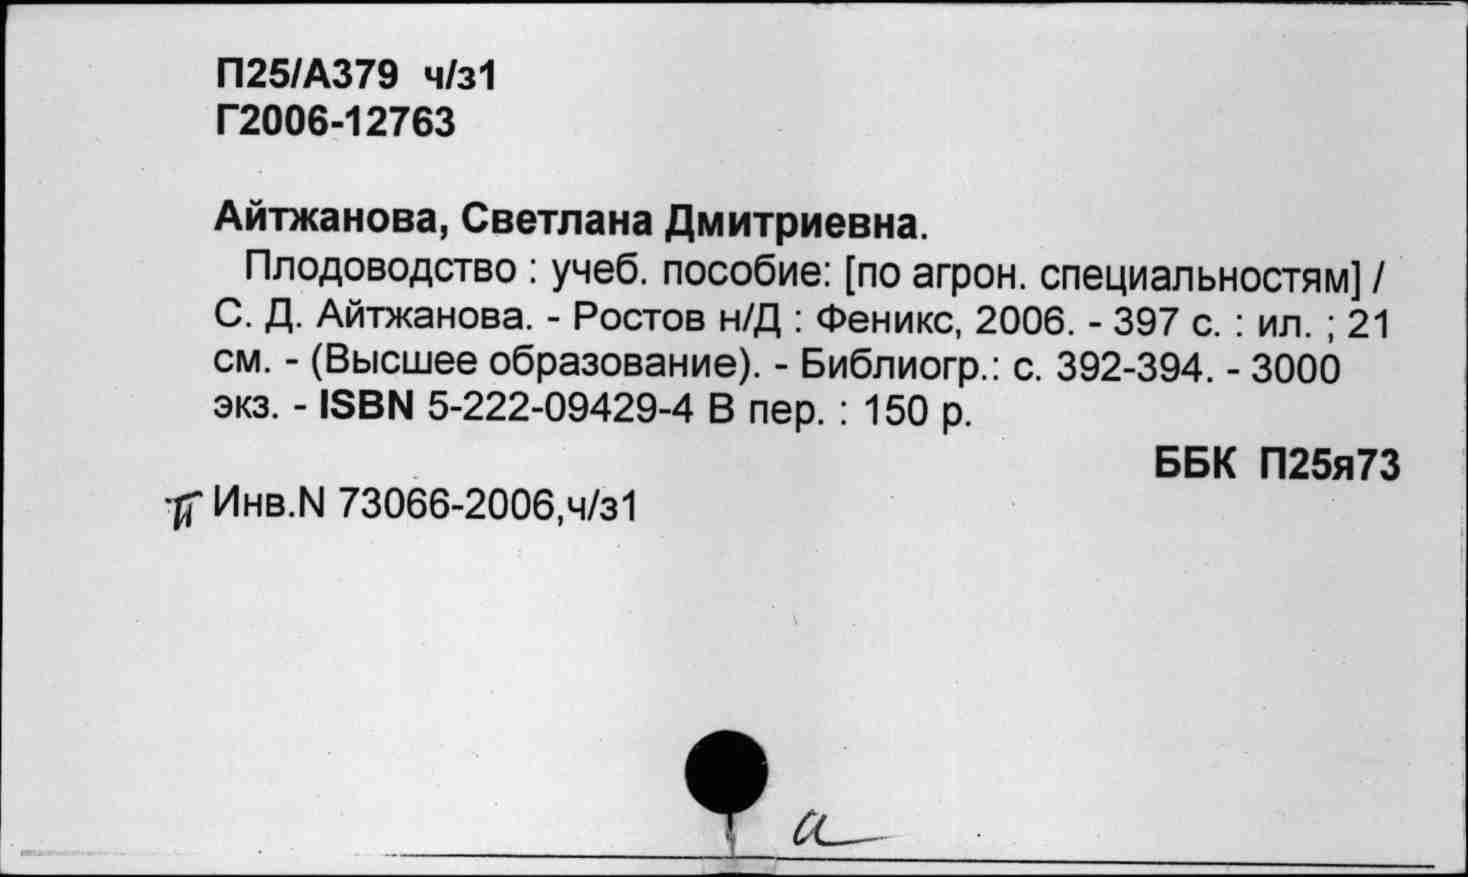 П25/А379 ч/з1
Г2006-12763
Айтжанова, Светлана Дмитриевна.
Плодоводство : учеб. пособие: [по агрон. специальностям] /
С. Д. Айтжанова. - Ростов н/Д : Феникс, 2006. - 397 с. : ил. ; 21
см. - (Высшее образование). - Библиогр.: с. 392-394. - 3000
экз. - ISBN 5-222-09429-4 В пер. : 150 р.
ББК П25я73
Инв.N 73066-2006,ч/з1
а